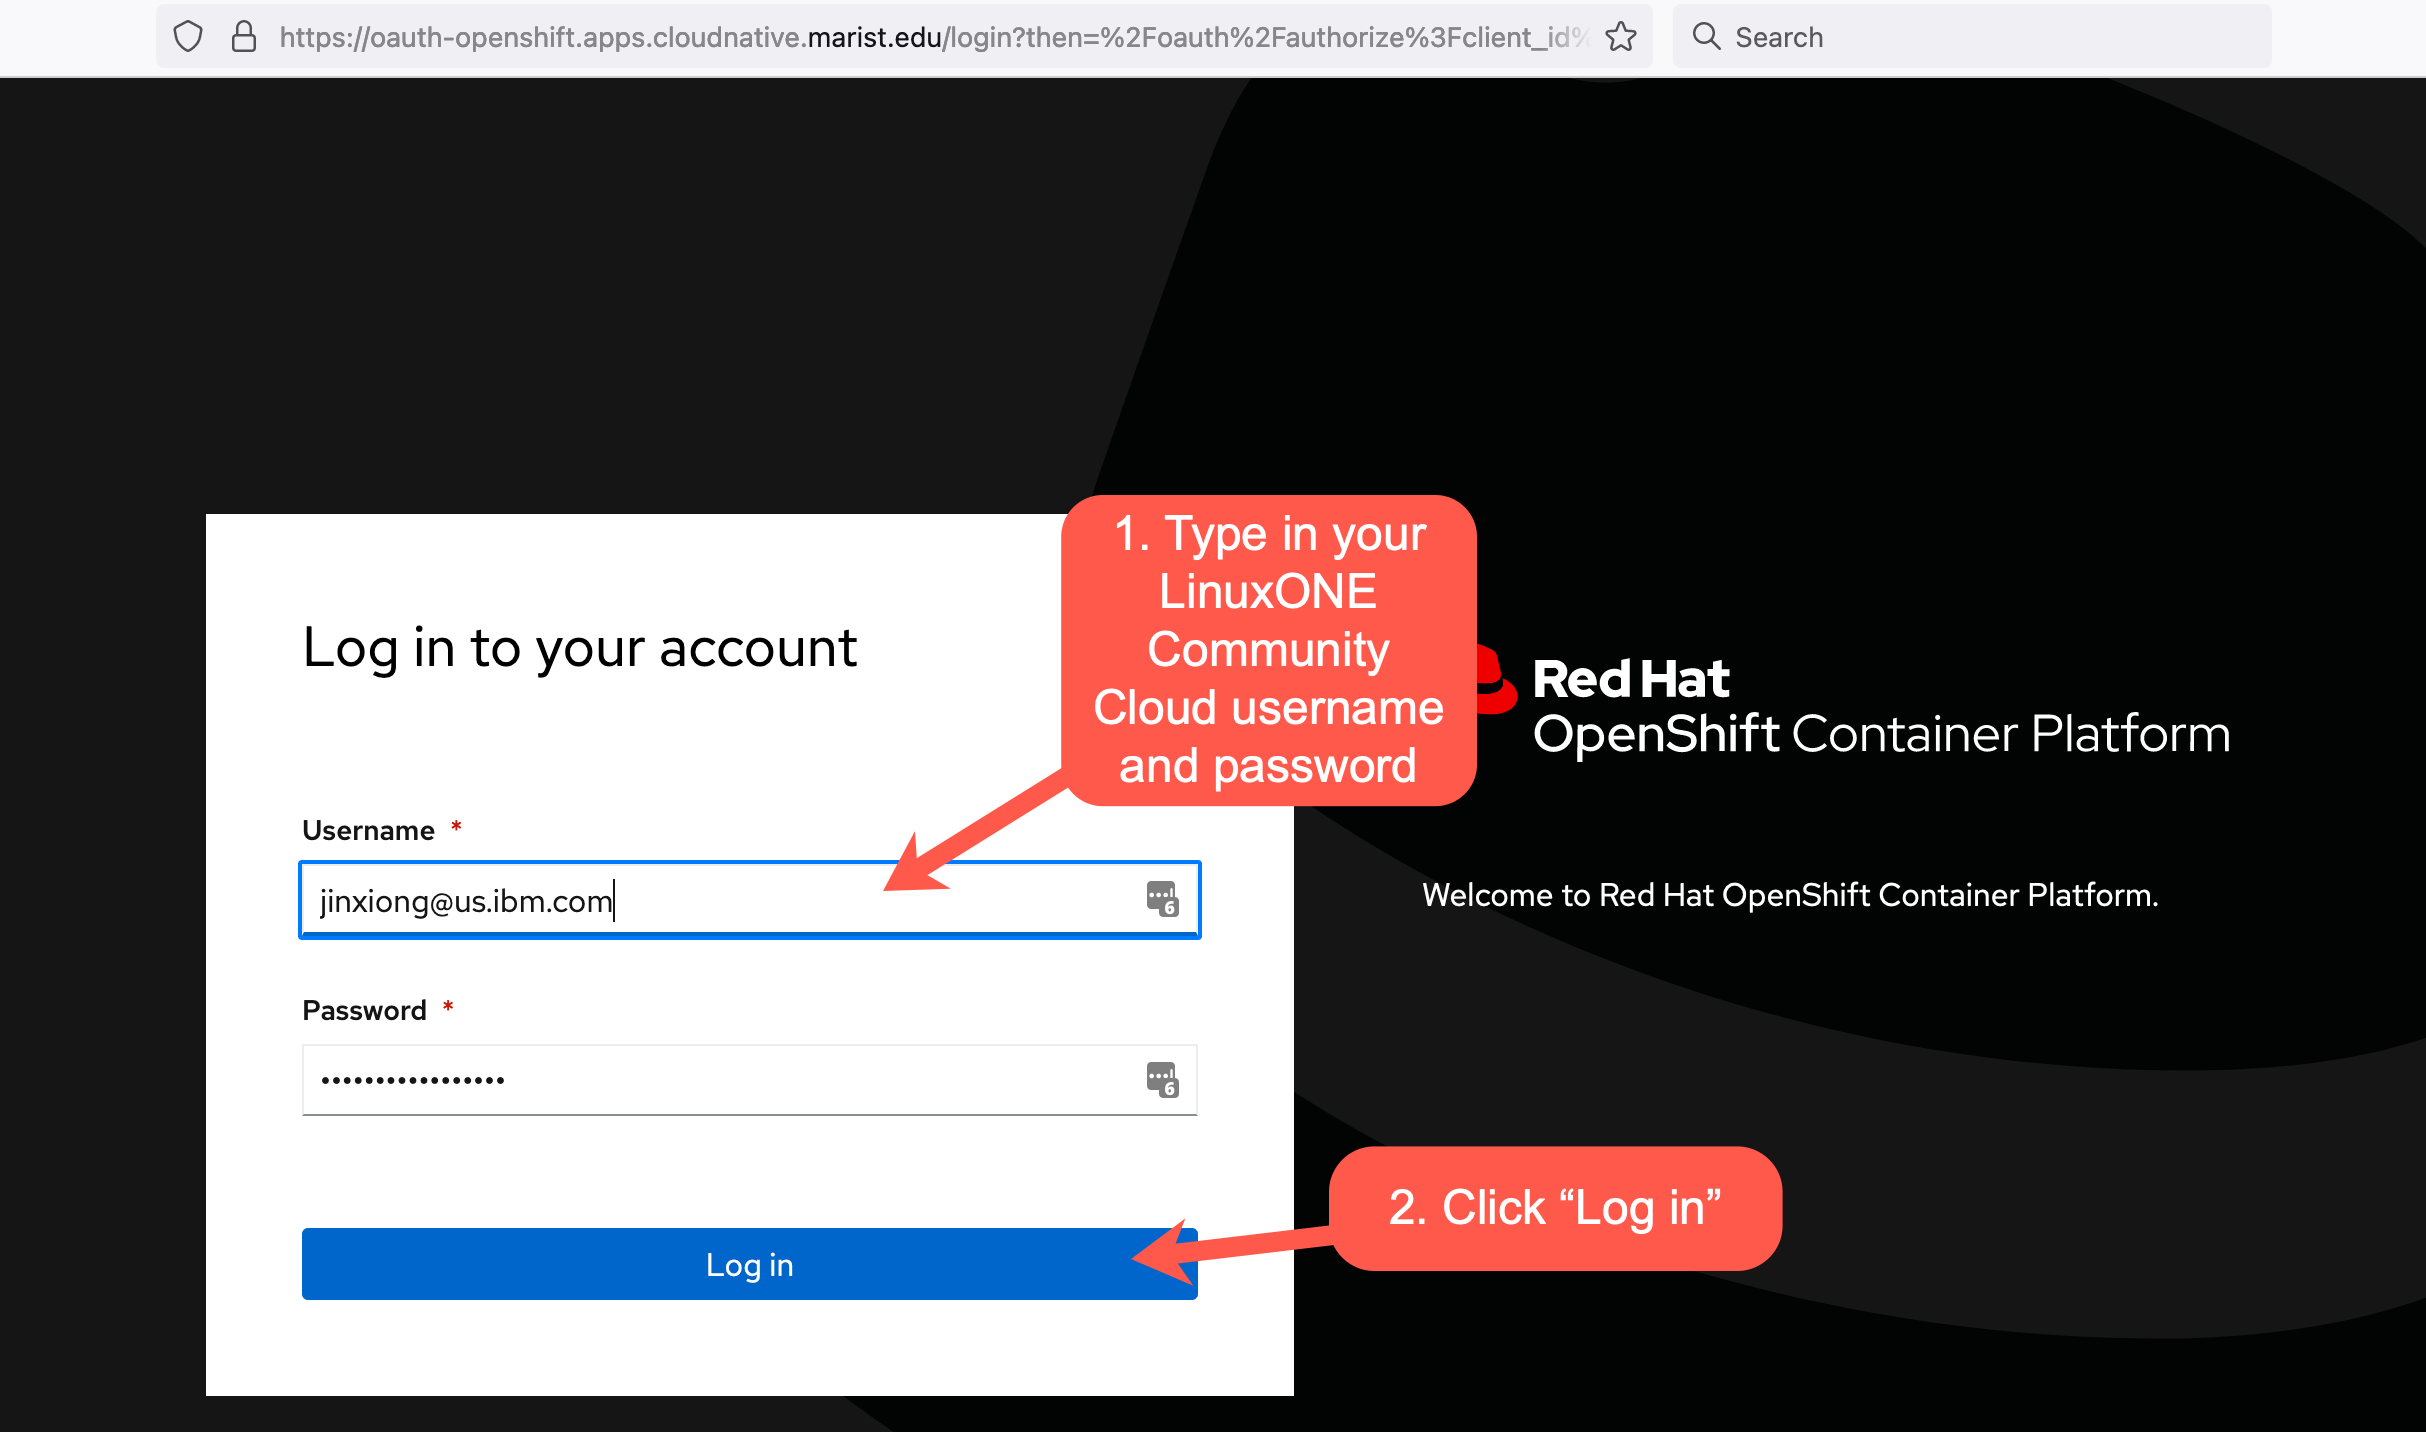 https://oauth-openshift.apps.cloudnative.marist.edu/login?then=%2Foauth%2Fauthorize%3Fclient_id%
Search
1. Type in your
LinuxONE
Community
Cloud username
and password
Log in to your account
Red Hat
OpenShift Container Platform
Username *
jinxiong@us.ibm.com
6
Welcome to Red Hat OpenShift Container Platform.
Password *
•••••••••••••••••
6
2. Click “Log in”
Log in